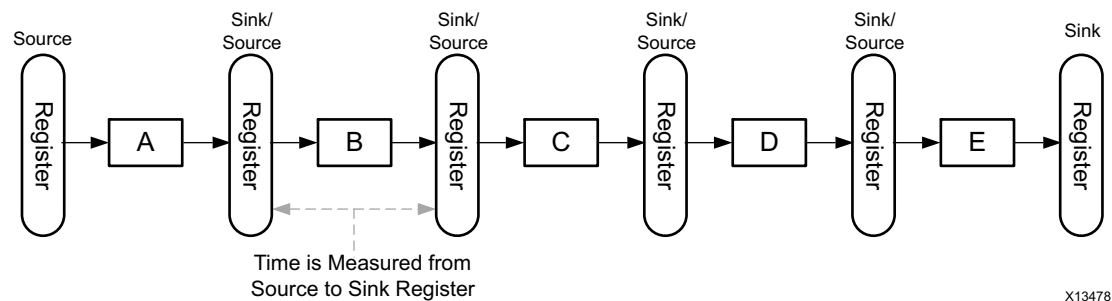 Source
Sink/
Source
Sink/
Source
Sink/
Source
Sink/
Source
Sink
Register
A
Register
B
Register
C
Register
D
Register
E
Register
Time is Measured from
Source to Sink Register
X13478